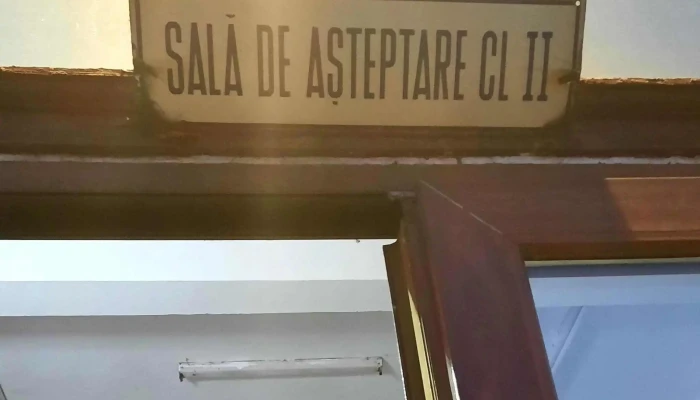 SALĂ DE AȘTEPTARE CL II